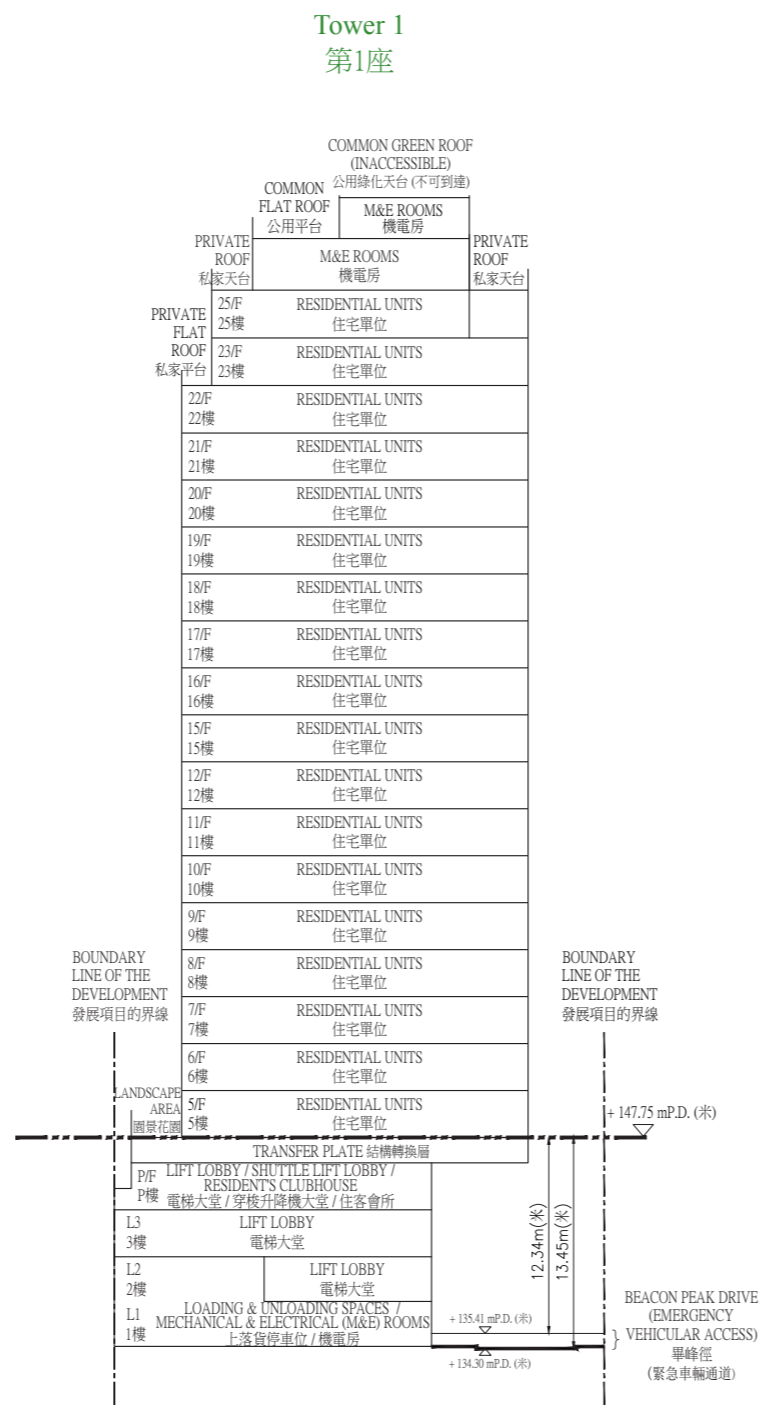 Tower 1
第1座
COMMON GREEN ROOF
(INACCESSIBLE)
公用綠化天台 (不可到達)
COMMON
FLAT ROOF
公用平台
M&E ROOMS
機電房
PRIVATE
ROOF
私家天台
M&E ROOMS
機電房
PRIVATE
ROOF
私家天台
PRIVATE
FLAT
ROOF
私家平台
25/F RESIDENTIAL UNITS
25樓 住宅單位
23/F RESIDENTIAL UNITS
23樓 住宅單位
22/F RESIDENTIAL UNITS
22樓 住宅單位
21/F RESIDENTIAL UNITS
21樓 住宅單位
20/F RESIDENTIAL UNITS
20樓 住宅單位
19/F RESIDENTIAL UNITS
19樓 住宅單位
18/F RESIDENTIAL UNITS
18樓 住宅單位
17/F RESIDENTIAL UNITS
17樓 住宅單位
16/F RESIDENTIAL UNITS
16樓 住宅單位
15/F RESIDENTIAL UNITS
15樓 住宅單位
12/F RESIDENTIAL UNITS
12樓 住宅單位
11/F RESIDENTIAL UNITS
11樓 住宅單位
10/F RESIDENTIAL UNITS
10樓 住宅單位
9/F RESIDENTIAL UNITS
9樓 住宅單位
8/F RESIDENTIAL UNITS
8樓 住宅單位
7/F RESIDENTIAL UNITS
7樓 住宅單位
6/F RESIDENTIAL UNITS
6樓 住宅單位
5/F RESIDENTIAL UNITS
5樓 住宅單位
BOUNDARY
LINE OF THE
DEVELOPMENT
發展項目的界線
BOUNDARY
LINE OF THE
DEVELOPMENT
發展項目的界線
LANDSCAPE
AREA
園景花園
+ 147.75 mP.D. (米)
TRANSFER PLATE 結構轉換層
P/F LIFT LOBBY / SHUTTLE LIFT LOBBY /
RESIDENT'S CLUBHOUSE
P樓 電梯大堂 / 穿梭升降機大堂 / 住客會所
L3 LIFT LOBBY
3樓 電梯大堂
L2 LIFT LOBBY
2樓 電梯大堂
L1 LOADING & UNLOADING SPACES /
MECHANICAL & ELECTRICAL (M&E) ROOMS
1樓 上落貨停車位 / 機電房
12.34m(米)
13.45m(米)
+ 135.41 mP.D. (米)
+ 134.30 mP.D. (米)
BEACON PEAK DRIVE
(EMERGENCY
VEHICULAR ACCESS)
畢峰徑
(緊急車輛通道)